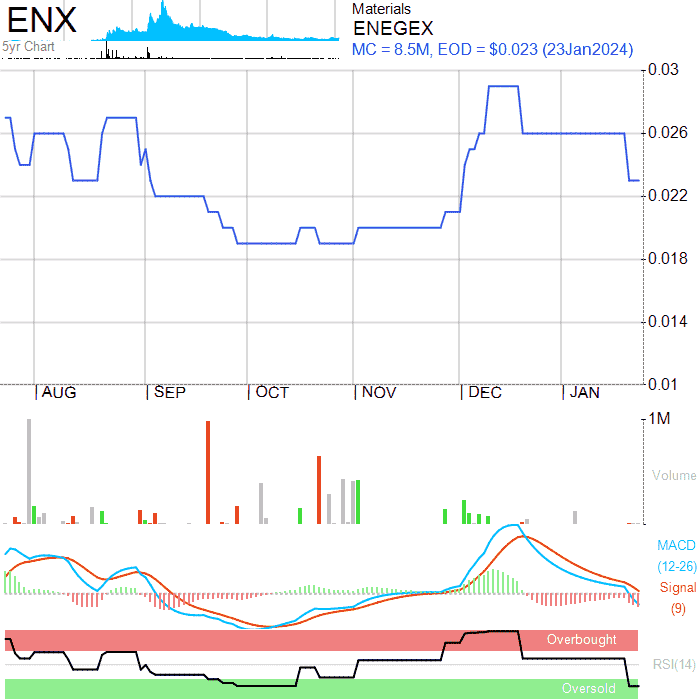 ENX
5yr Chart
Materials
ENEGEX
MC = 8.5M, EOD = $0.023 (23Jan2024)
0.03
0.026
0.022
0.018
0.014
0.01
AUG SEP OCT NOV DEC JAN
1M
Volume
MACD
(12-26)
Signal
(9)
Overbought
RSI(14)
Oversold